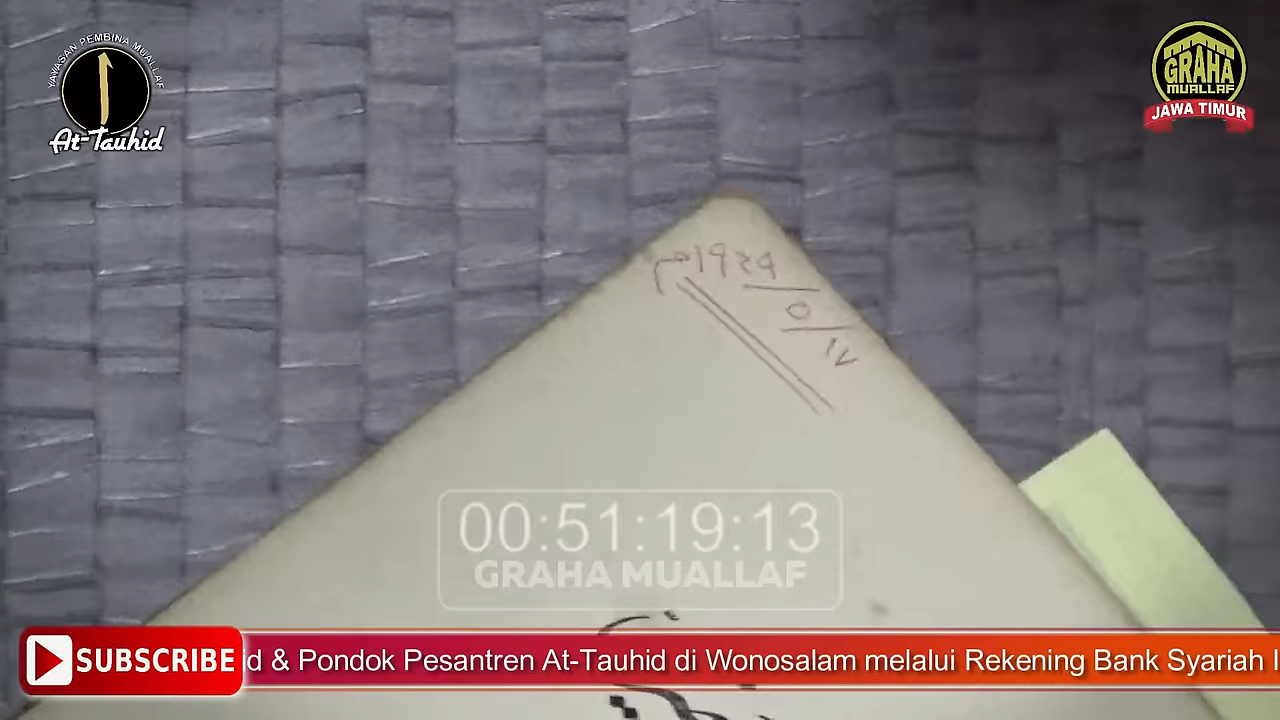 YAYASAN PEMBINA MUALLAF
At-Tauhid
GRAHA
MUALLAF
JAWA TIMUR
00:51:19:13
GRAHA MUALLAF
SUBSCRIBE
id & Pondok Pesantren At-Tauhid di Wonosalam melalui Rekening Bank Syariah I